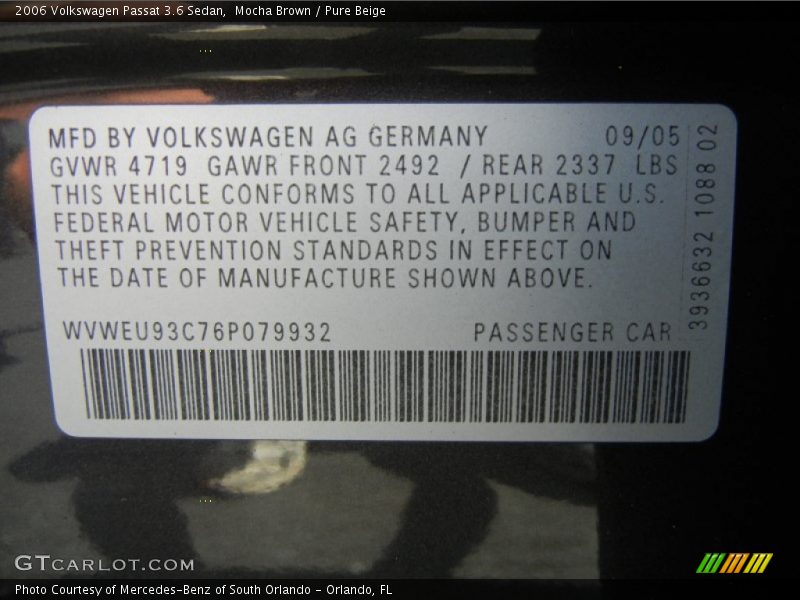 2006 Volkswagen Passat 3.6 Sedan,  Mocha Brown / Pure Beige
MFD BY VOLKSWAGEN AG GERMANY 09/05
GVWR 4719 GAWR FRONT 2492 / REAR 2337 LBS
THIS VEHICLE CONFORMS TO ALL APPLICABLE U.S.
FEDERAL MOTOR VEHICLE SAFETY, BUMPER AND
THEFT PREVENTION STANDARDS IN EFFECT ON
THE DATE OF MANUFACTURE SHOWN ABOVE.
WVWEU93C76P079932 PASSENGER CAR
3936632 1088 02
GTCARLOT.COM
Photo Courtesy of Mercedes-Benz of South Orlando - Orlando, FL